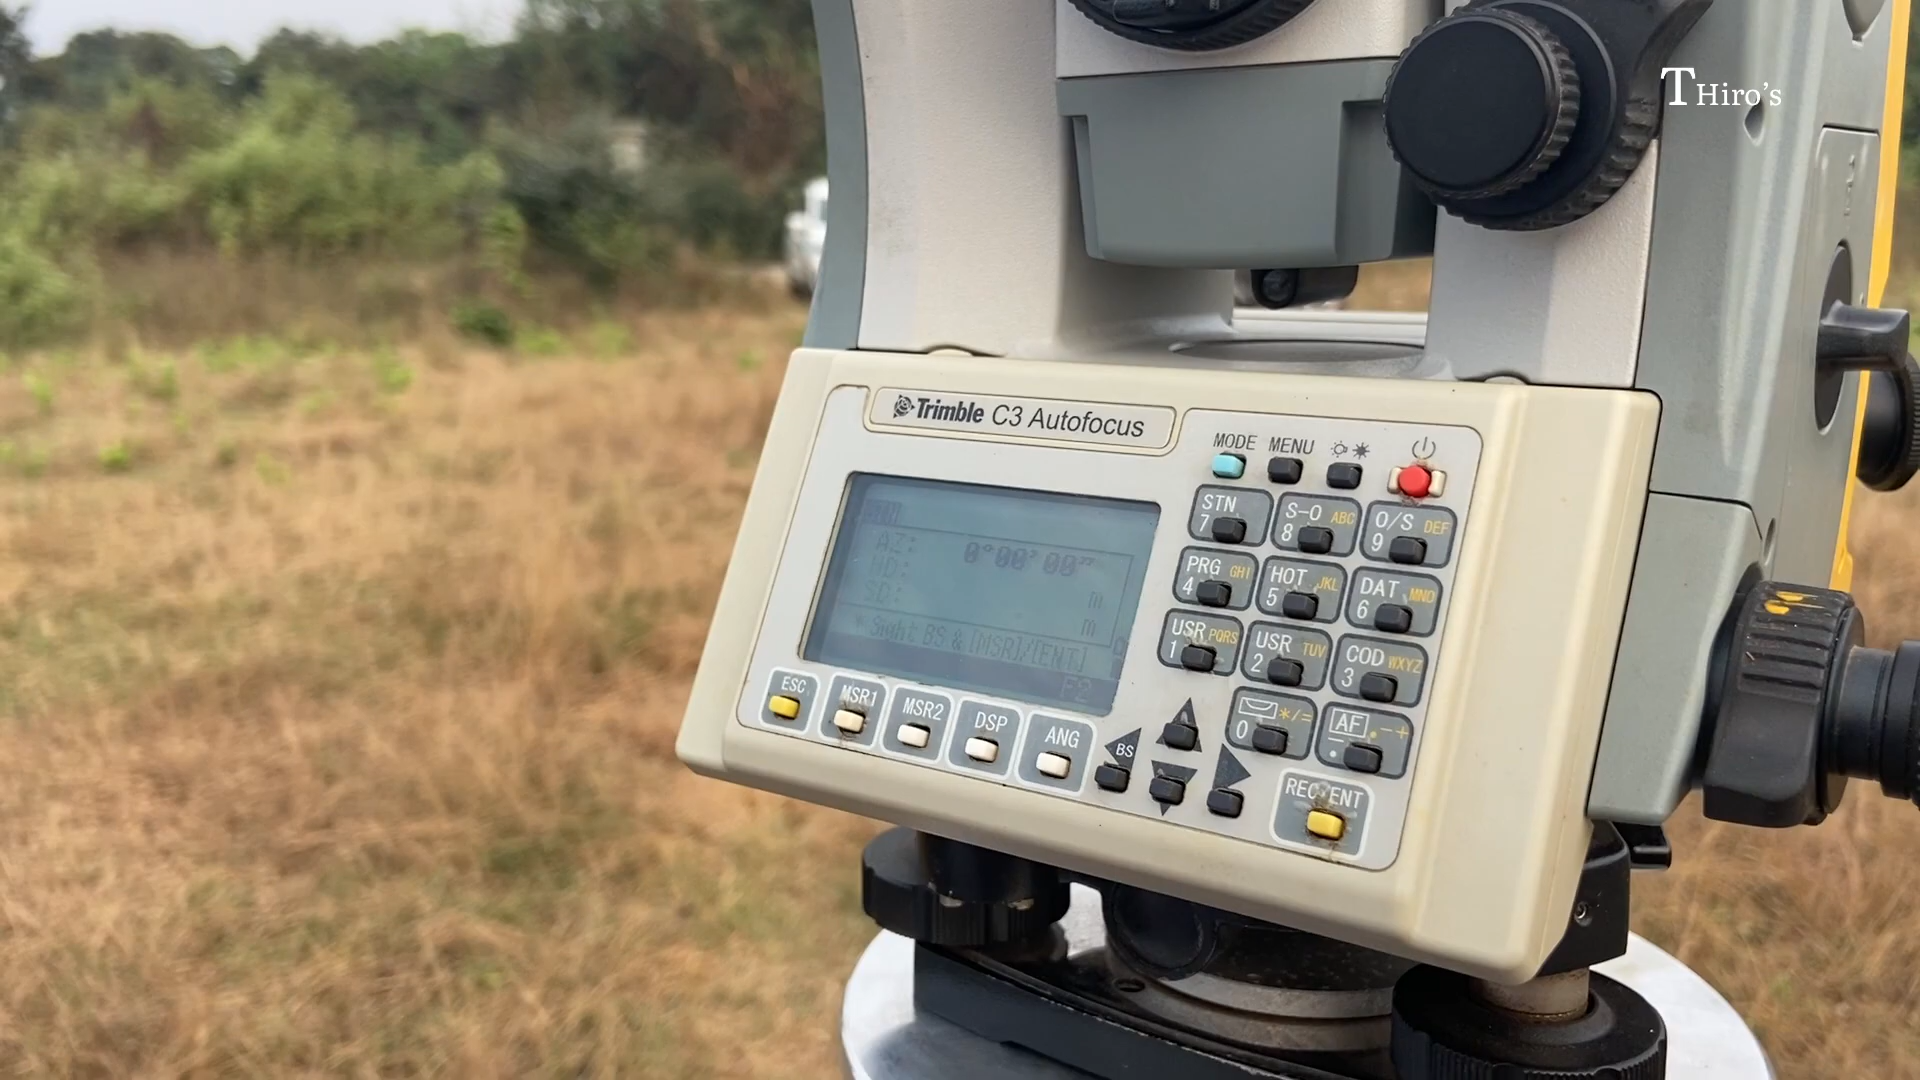 THiro's
Trimble C3 Autofocus
MODE MENU
STN 7 S-O ABC 8 O/S DEF 9
AZ: 0°00'00"
HD: m
SD: m
* Sight BS & [MSR]/[ENT]
F2
PRG GHI 4 HOT JKL 5 DAT MNO 6
USR PQRS 1 USR TUV 2 COD WXYZ 3
ESC MSR1 MSR2 DSP ANG
BS
0 */= AF . - +
REC/ENT